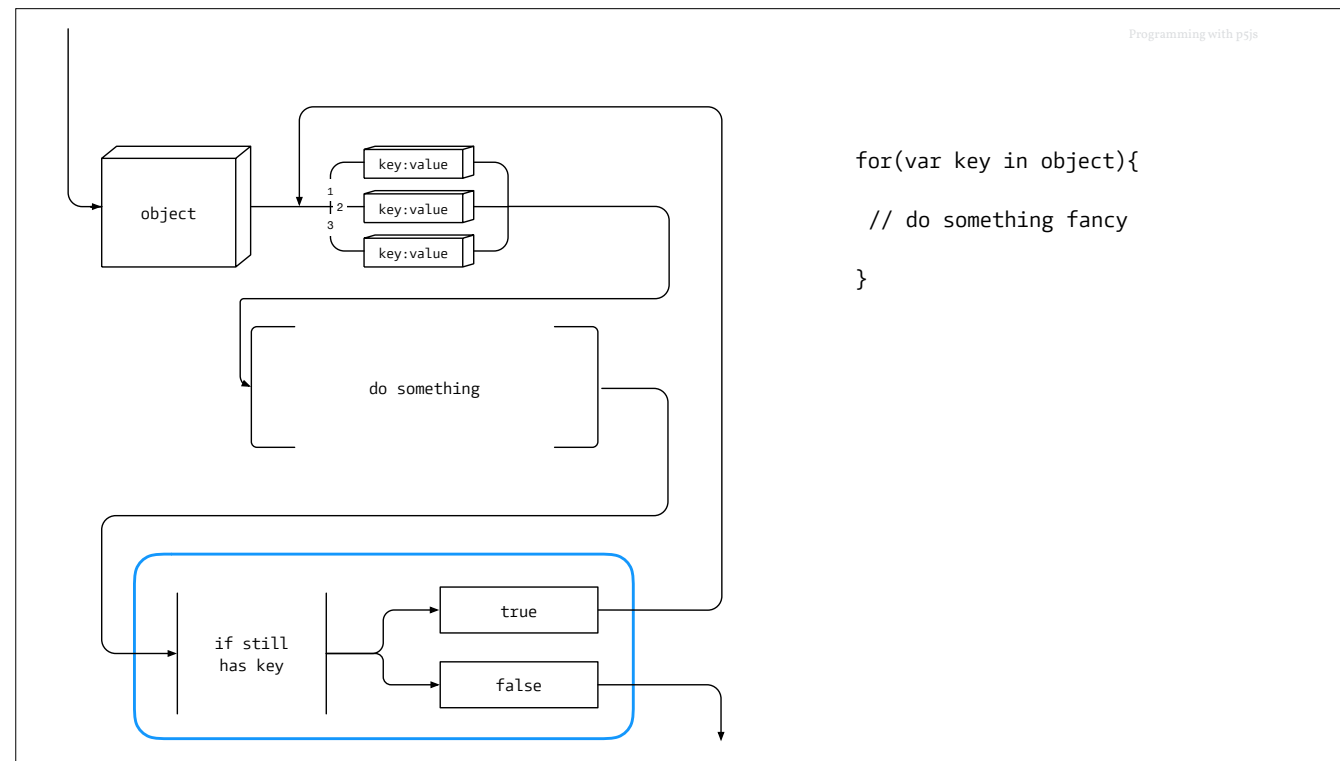 Programming with p5js
object
1
2
3
key:value
key:value
key:value
do something
if still
has key
true
false
for(var key in object){
// do something fancy
}